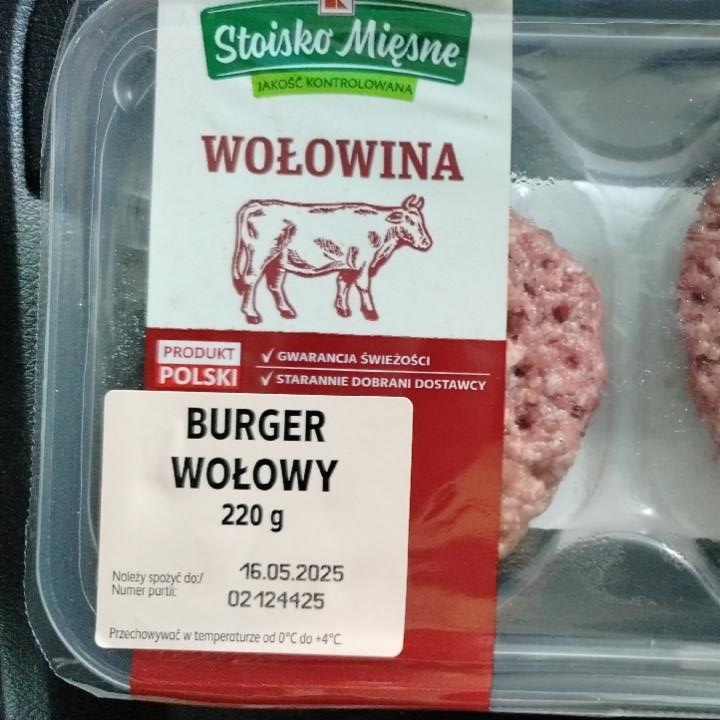 Stoisko Mięsne
JAKOŚĆ KONTROLOWANA
WOŁOWINA
PRODUKT
POLSKI
✓ GWARANCJA ŚWIEŻOŚCI
✓ STARANNIE DOBRANI DOSTAWCY
BURGER
WOŁOWY
220 g
Należy spożyć do:/ 16.05.2025
Numer partii: 02124425
Przechowywać w temperaturze od 0°C do +4°C.